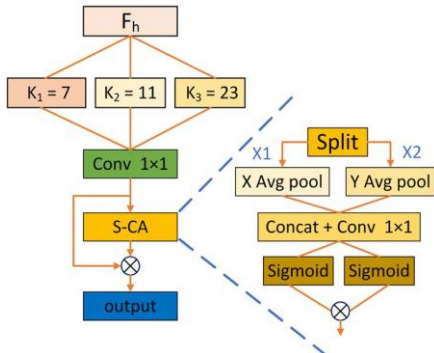 F_h
K₁ = 7
K₂ = 11
K₃ = 23
Conv 1×1
S-CA
output
Split
X1
X2
X Avg pool
Y Avg pool
Concat + Conv 1×1
Sigmoid
Sigmoid